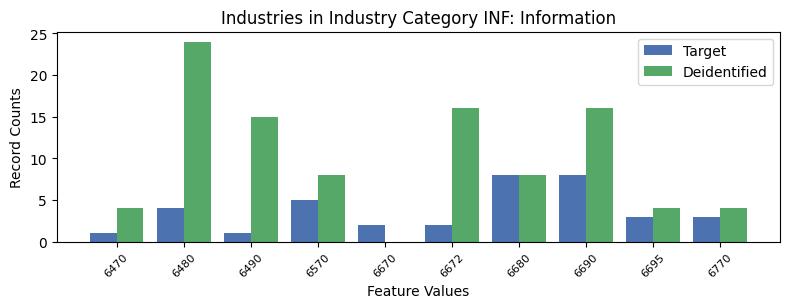 Industries in Industry Category INF: Information
Target
Deidentified
Record Counts
25
20
15
10
5
0
6470 6480 6490 6570 6670 6672 6680 6690 6695 6770
Feature Values